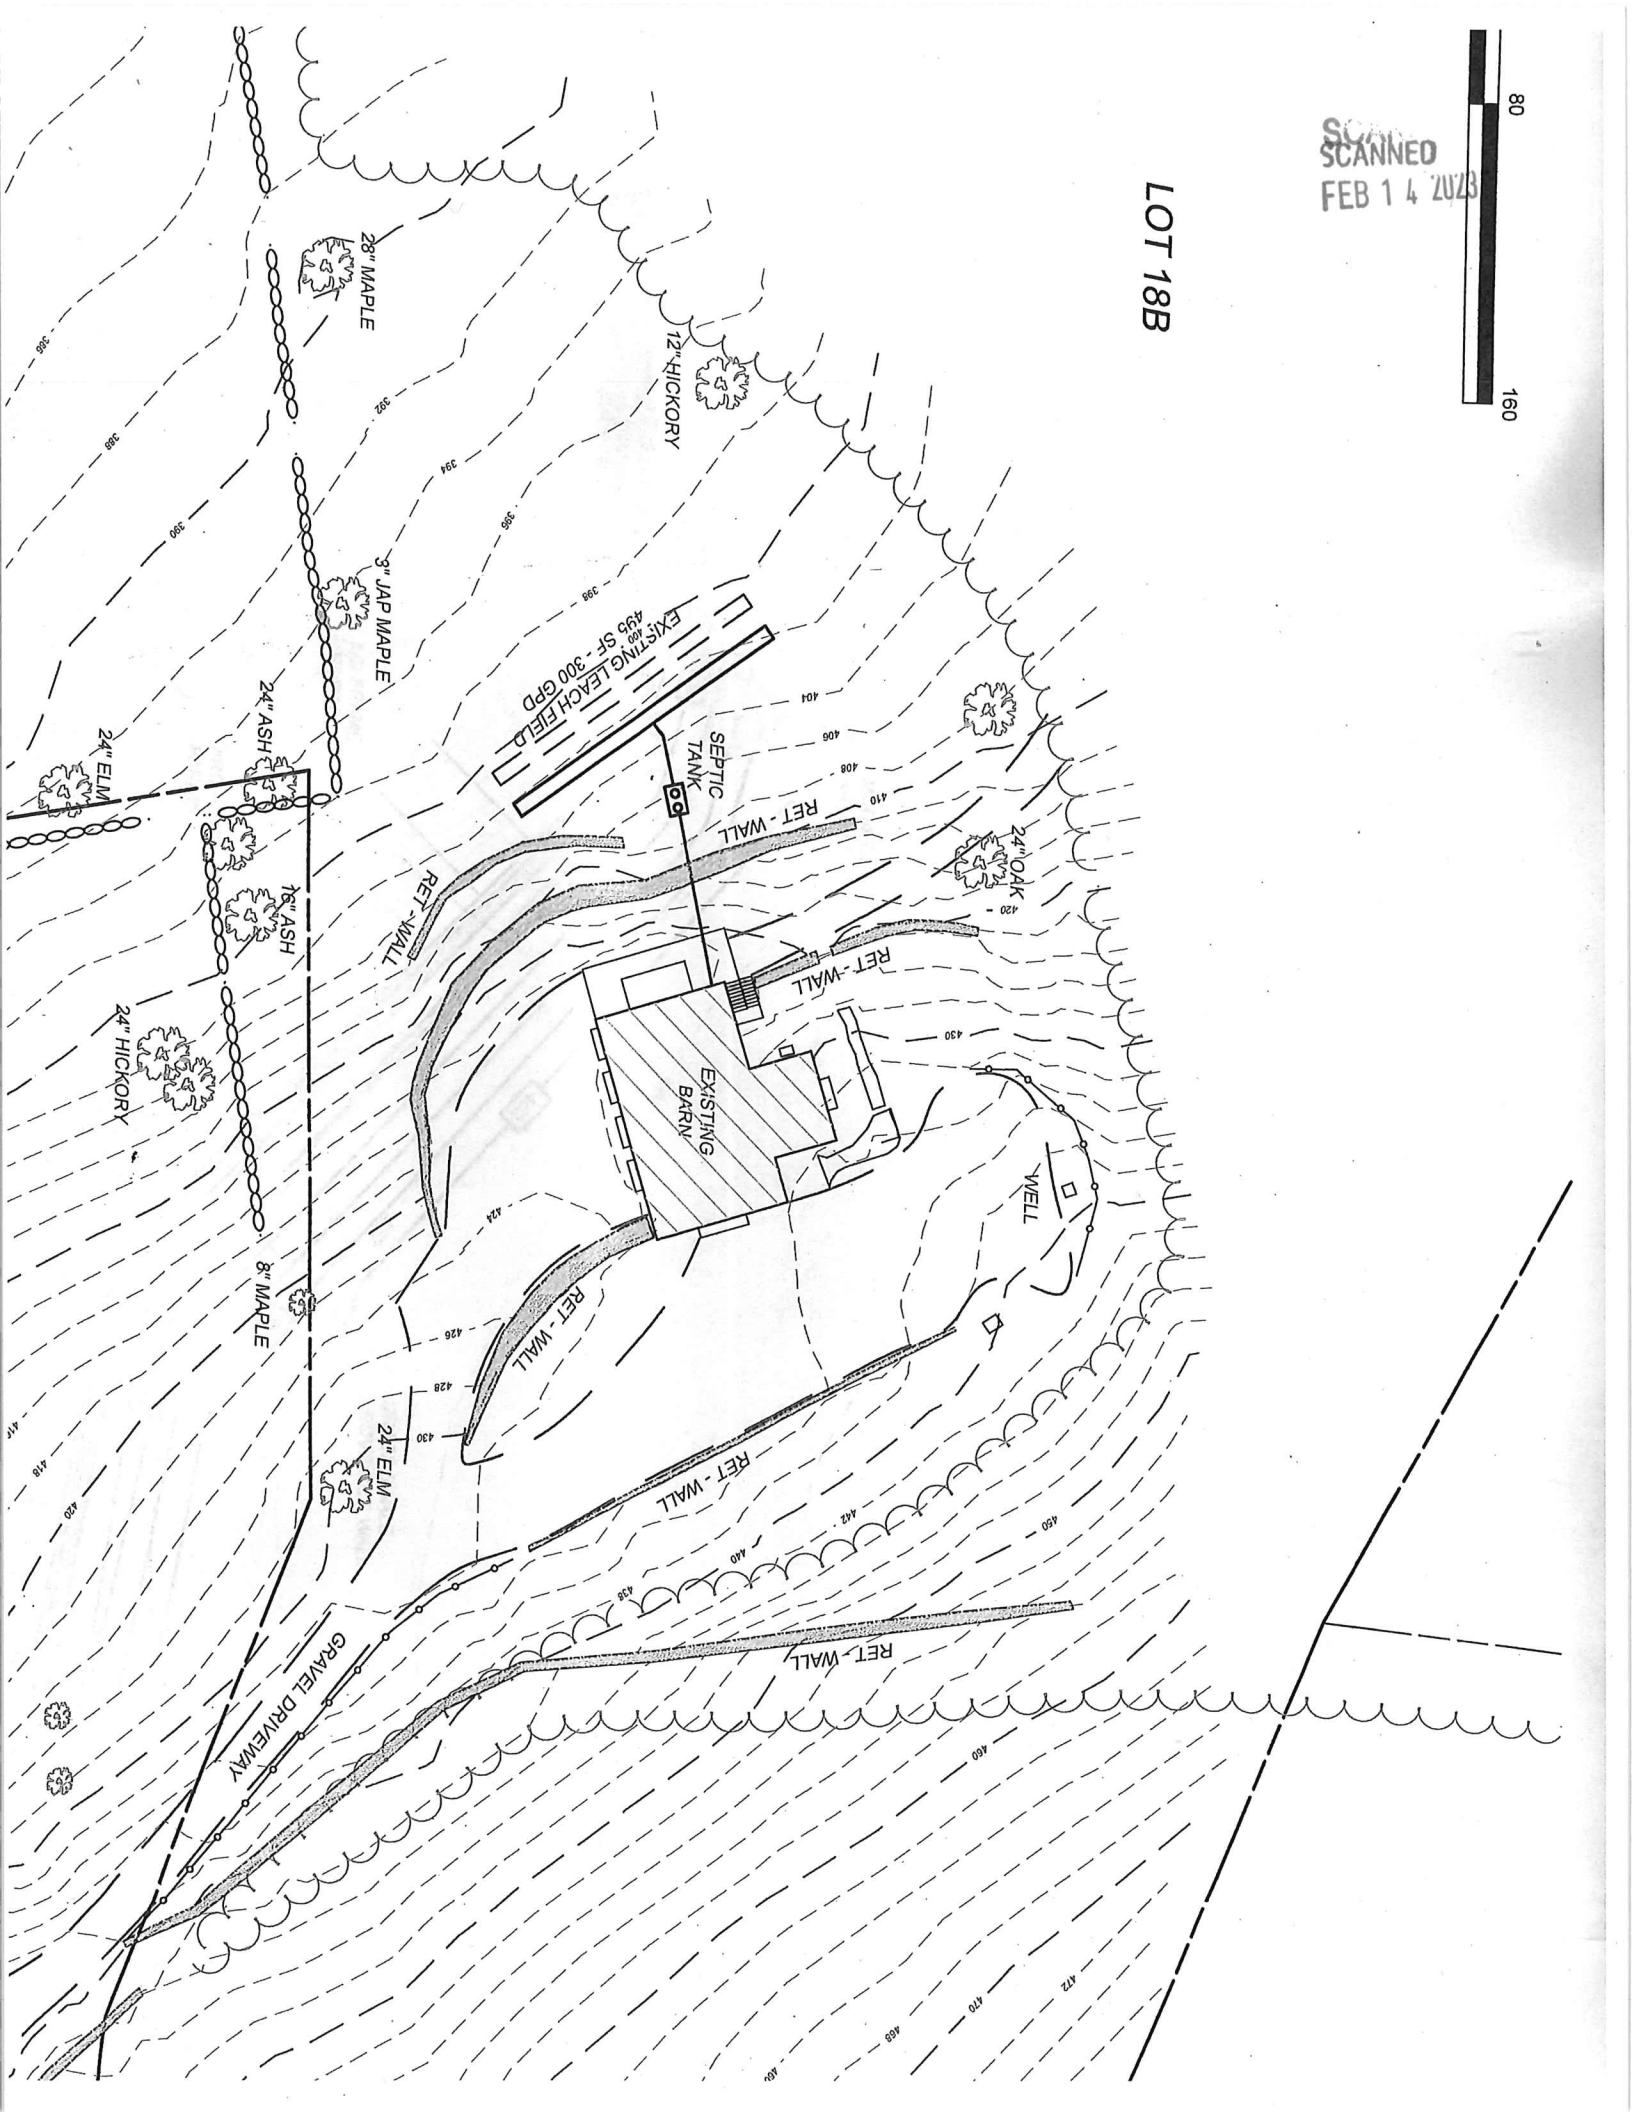 80
160
SCANNED
FEB 14 2023
LOT 18B
28" MAPLE
12" HICKORY
386
388
390
392
394
396
398
3" JAP MAPLE
EXISTING LEACH FIELD
495 SF - 300 GPD
400
404
406
408
410
SEPTIC
TANK
RET-WALL
24" ASH
24" ELM
RET-WALL
24" OAK
420
16" ASH
RET-WALL
24" HICKORY
430
EXISTING
BARN
WELL
424
8" MAPLE
426
RET-WALL
428
430
24" ELM
418
420
RET-WALL
442
440
438
450
RET-WALL
GRAVEL DRIVEWAY
460
472
470
468